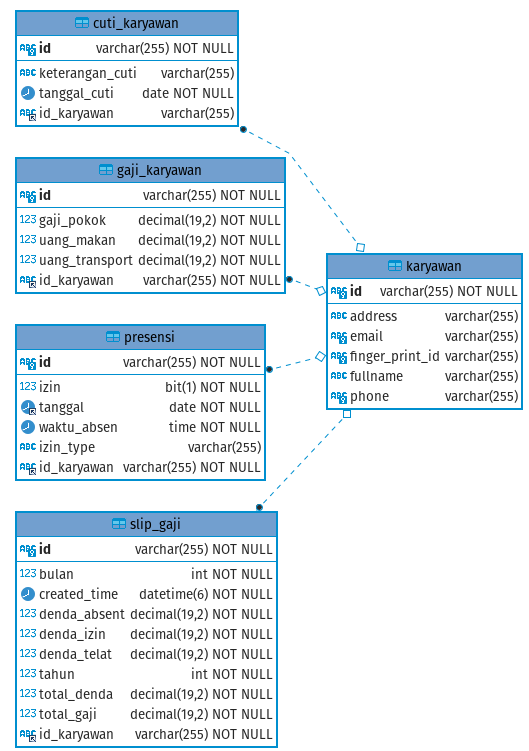 cuti_karyawan
id varchar(255) NOT NULL
keterangan_cuti varchar(255)
tanggal_cuti date NOT NULL
id_karyawan varchar(255)
gaji_karyawan
id varchar(255) NOT NULL
gaji_pokok decimal(19,2) NOT NULL
uang_makan decimal(19,2) NOT NULL
uang_transport decimal(19,2) NOT NULL
id_karyawan varchar(255) NOT NULL
karyawan
id varchar(255) NOT NULL
address varchar(255)
email varchar(255)
finger_print_id varchar(255)
fullname varchar(255)
phone varchar(255)
presensi
id varchar(255) NOT NULL
izin bit(1) NOT NULL
tanggal date NOT NULL
waktu_absen time NOT NULL
izin_type varchar(255)
id_karyawan varchar(255) NOT NULL
slip_gaji
id varchar(255) NOT NULL
bulan int NOT NULL
created_time datetime(6) NOT NULL
denda_absent decimal(19,2) NOT NULL
denda_izin decimal(19,2) NOT NULL
denda_telat decimal(19,2) NOT NULL
tahun int NOT NULL
total_denda decimal(19,2) NOT NULL
total_gaji decimal(19,2) NOT NULL
id_karyawan varchar(255) NOT NULL